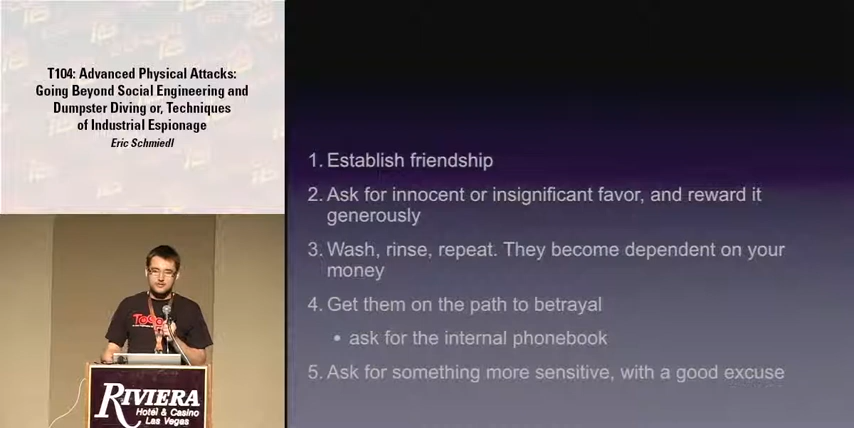 T104: Advanced Physical Attacks:
Going Beyond Social Engineering and
Dumpster Diving or, Techniques
of Industrial Espionage
Eric Schmiedl
1. Establish friendship
2. Ask for innocent or insignificant favor, and reward it
generously
3. Wash, rinse, repeat. They become dependent on your
money
4. Get them on the path to betrayal
• ask for the internal phonebook
5. Ask for something more sensitive, with a good excuse
RIVIERA
Hotel & Casino
Las Vegas